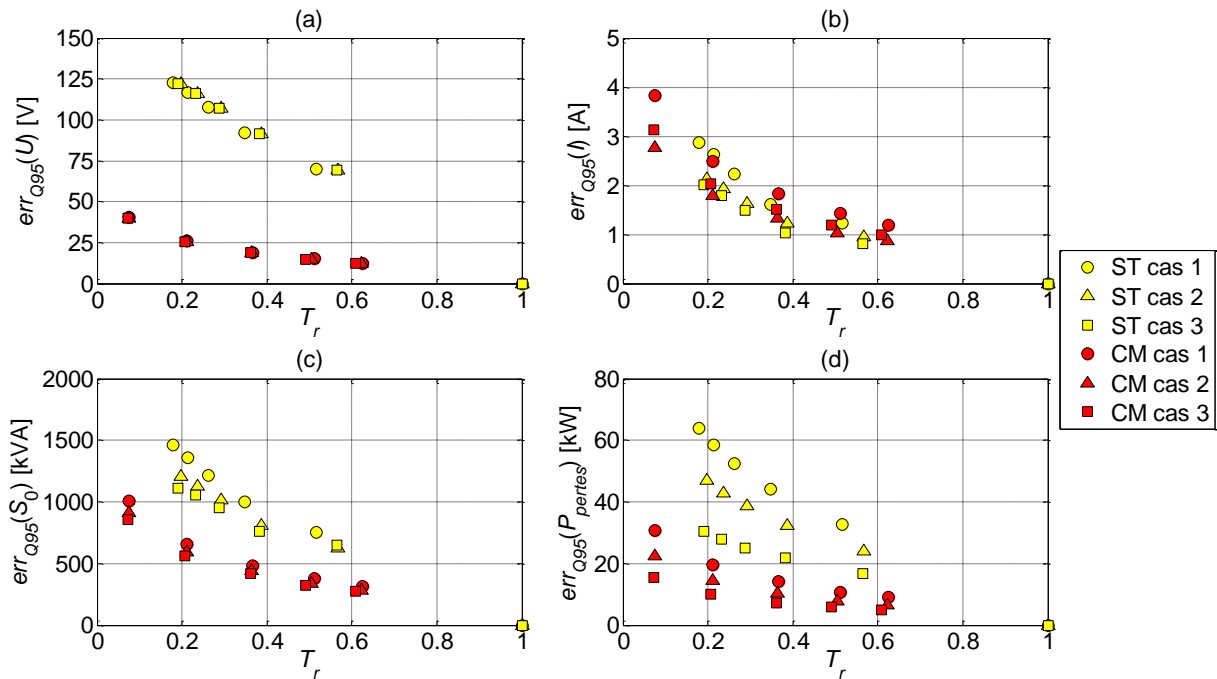 (a)
150
125
100
75
50
25
0
err_Q95(U) [V]
0 0.2 0.4 0.6 0.8 1
T_r
(b)
5
4
3
2
1
0
err_Q95(I) [A]
0 0.2 0.4 0.6 0.8 1
T_r
(c)
2000
1500
1000
500
0
err_Q95(S_0) [kVA]
0 0.2 0.4 0.6 0.8 1
T_r
(d)
80
60
40
20
0
err_Q95(P_pertes) [kW]
0 0.2 0.4 0.6 0.8 1
T_r
ST cas 1
ST cas 2
ST cas 3
CM cas 1
CM cas 2
CM cas 3